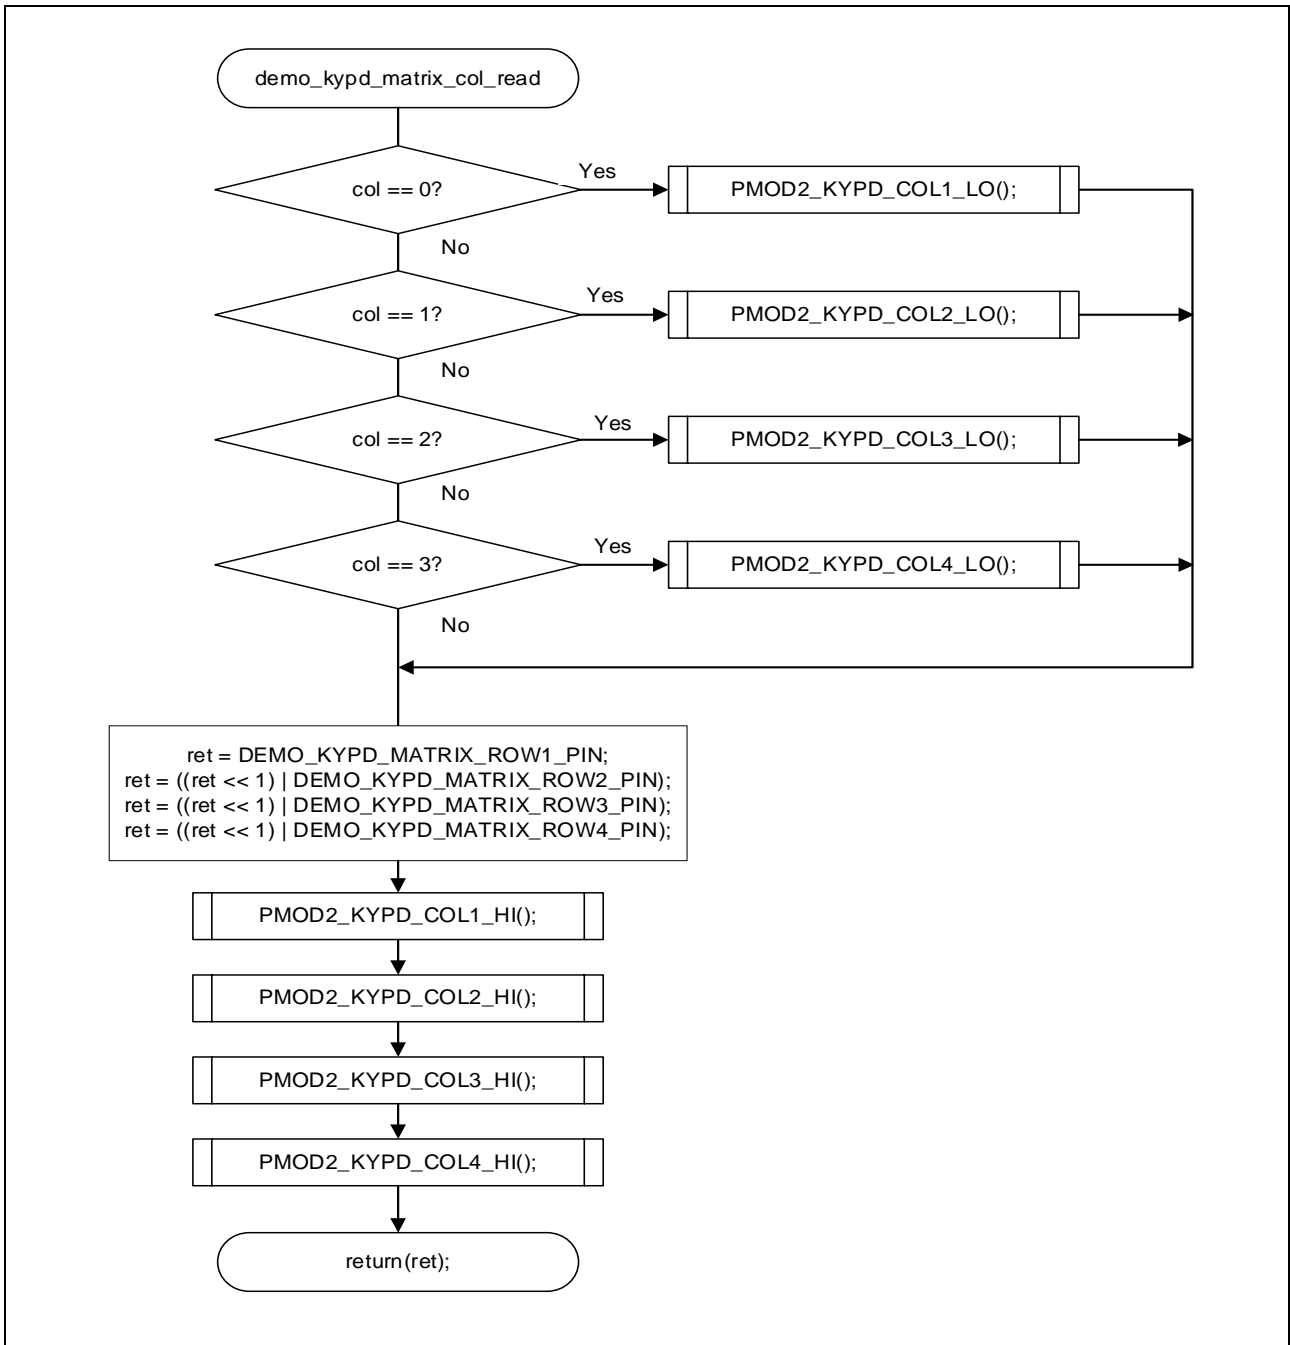 demo_kypd_matrix_col_read
col == 0?
Yes
PMOD2_KYPD_COL1_LO();
No
col == 1?
Yes
PMOD2_KYPD_COL2_LO();
No
col == 2?
Yes
PMOD2_KYPD_COL3_LO();
No
col == 3?
Yes
PMOD2_KYPD_COL4_LO();
No
ret = DEMO_KYPD_MATRIX_ROW1_PIN;
ret = ((ret << 1) | DEMO_KYPD_MATRIX_ROW2_PIN);
ret = ((ret << 1) | DEMO_KYPD_MATRIX_ROW3_PIN);
ret = ((ret << 1) | DEMO_KYPD_MATRIX_ROW4_PIN);
PMOD2_KYPD_COL1_HI();
PMOD2_KYPD_COL2_HI();
PMOD2_KYPD_COL3_HI();
PMOD2_KYPD_COL4_HI();
return(ret);